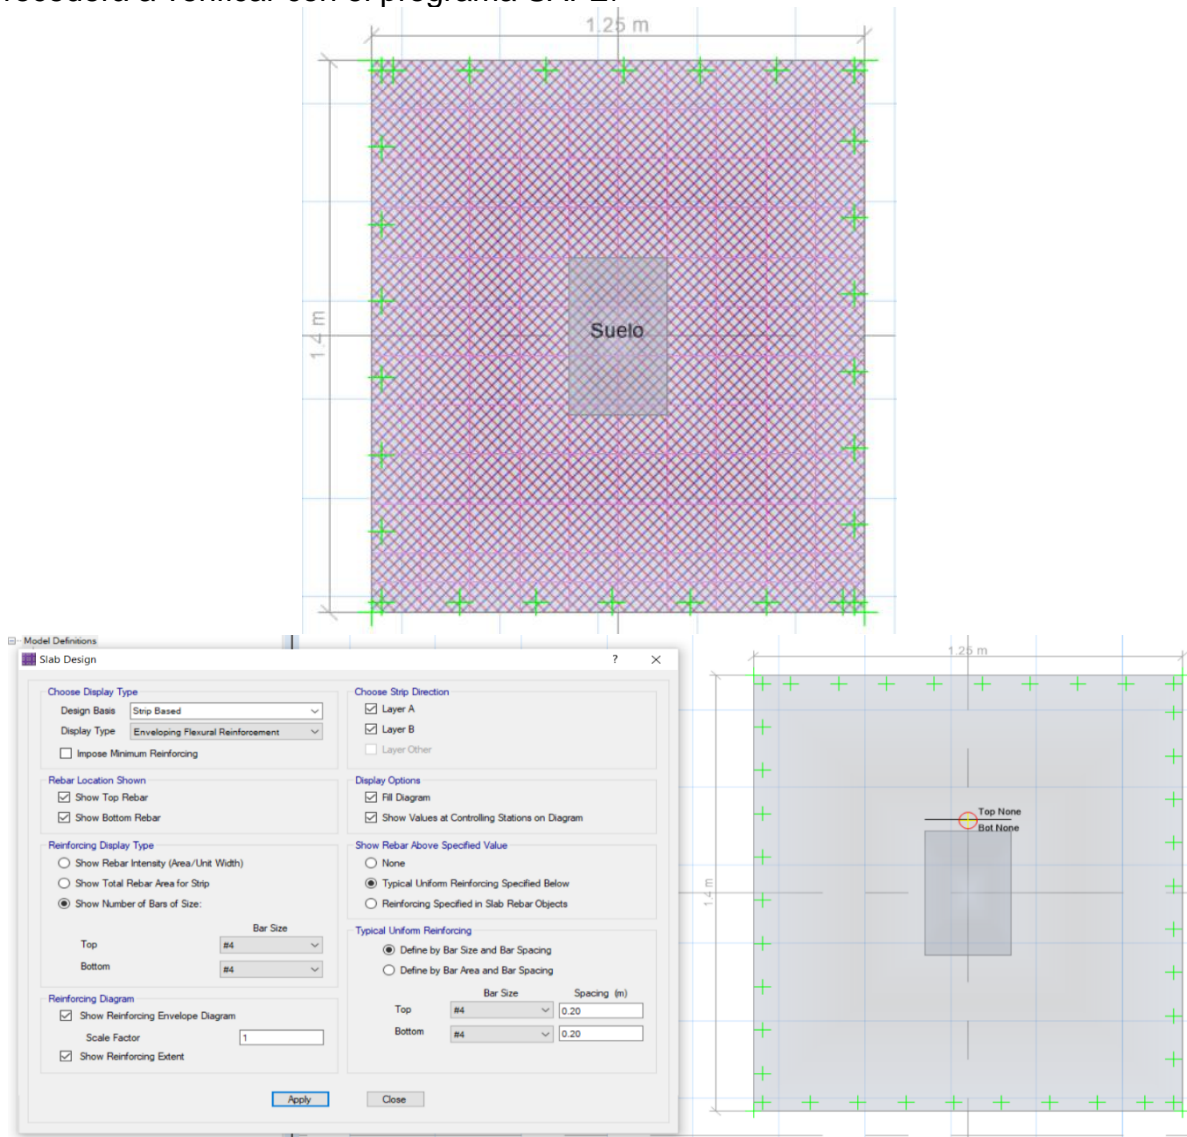 rocederá a verificar con el programa SAFE.
1.25 m
1.4 m
Suelo
Model Definitions
Slab Design
? ×
Choose Display Type
Design Basis Strip Based
Display Type Enveloping Flexural Reinforcement
Impose Minimum Reinforcing
Rebar Location Shown
Show Top Rebar
Show Bottom Rebar
Reinforcing Display Type
Show Rebar Intensity (Area/Unit Width)
Show Total Rebar Area for Strip
Show Number of Bars of Size:
Bar Size
Top #4
Bottom #4
Reinforcing Diagram
Show Reinforcing Envelope Diagram
Scale Factor 1
Show Reinforcing Extent
Choose Strip Direction
Layer A
Layer B
Layer Other
Display Options
Fill Diagram
Show Values at Controlling Stations on Diagram
Show Rebar Above Specified Value
None
Typical Uniform Reinforcing Specified Below
Reinforcing Specified in Slab Rebar Objects
Typical Uniform Reinforcing
Define by Bar Size and Bar Spacing
Define by Bar Area and Bar Spacing
Bar Size Spacing (m)
Top #4 0.20
Bottom #4 0.20
Apply Close
1.25 m
1.4 m
Top None
Bot None